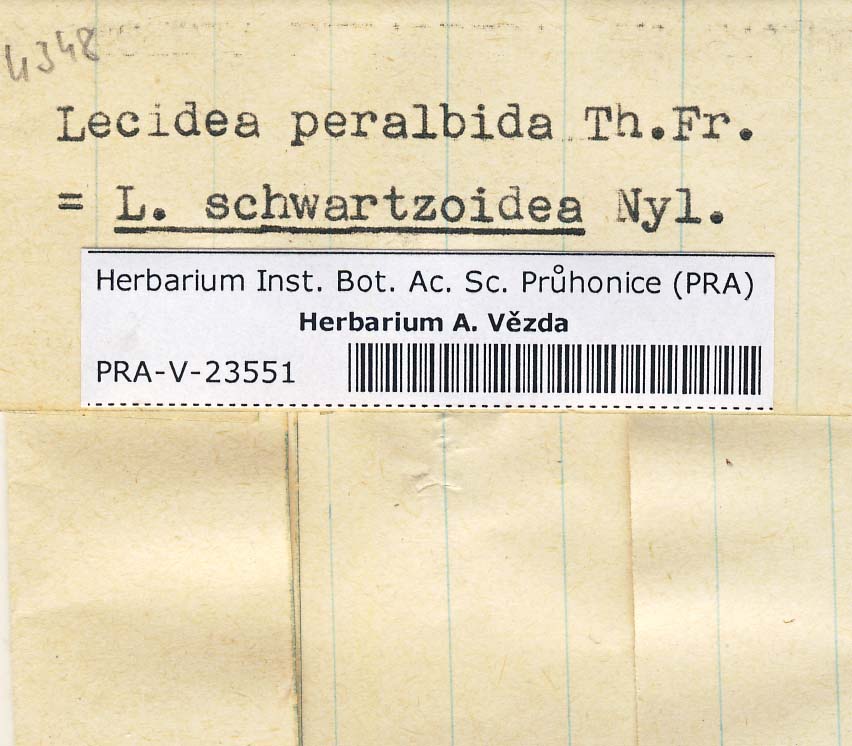 4348
Lecidea peralbida Th.Fr.
= L. schwartzoidea Nyl.
Herbarium Inst. Bot. Ac. Sc. Průhonice (PRA)
Herbarium A. Vězda
PRA-V-23551